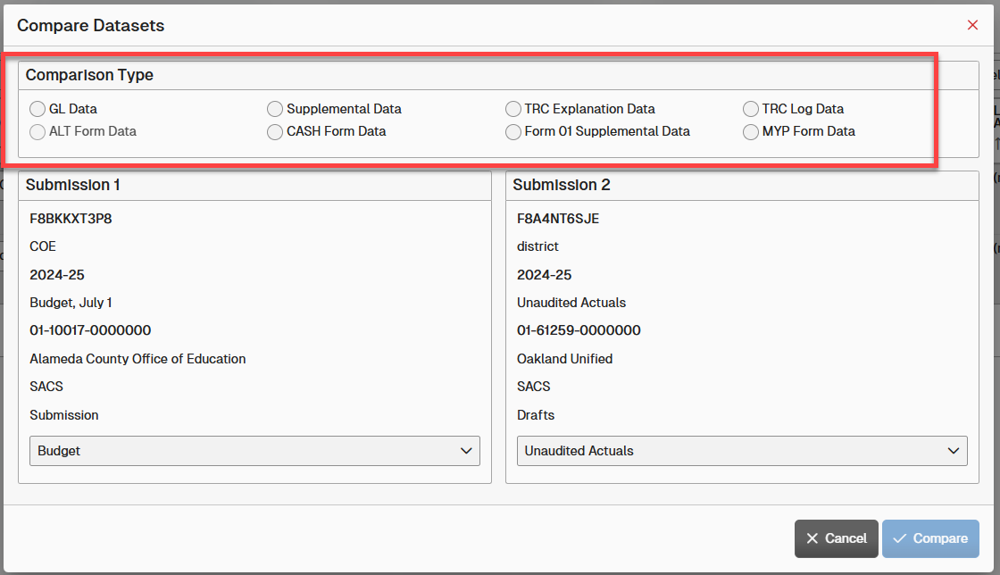 Compare Datasets
Comparison Type
GL Data
Supplemental Data
TRC Explanation Data
TRC Log Data
ALT Form Data
CASH Form Data
Form 01 Supplemental Data
MYP Form Data
Submission 1
F8BKKXT3P8
COE
2024-25
Budget, July 1
01-10017-0000000
Alameda County Office of Education
SACS
Submission
Budget
Submission 2
F8A4NT6SJE
district
2024-25
Unaudited Actuals
01-61259-0000000
Oakland Unified
SACS
Drafts
Unaudited Actuals
Cancel
Compare